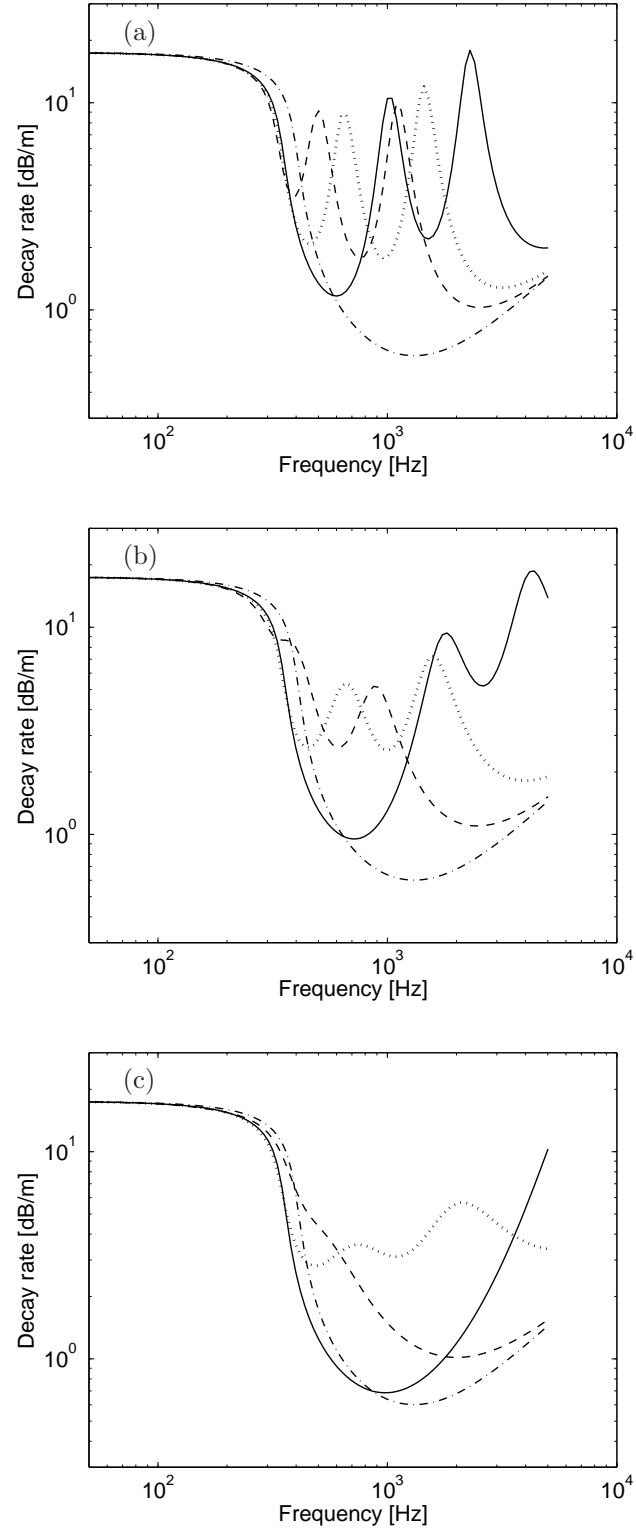 (a)
10^1
10^0
Decay rate [dB/m]
10^2
10^3
10^4
Frequency [Hz]
(b)
10^1
10^0
Decay rate [dB/m]
10^2
10^3
10^4
Frequency [Hz]
(c)
10^1
10^0
Decay rate [dB/m]
10^2
10^3
10^4
Frequency [Hz]